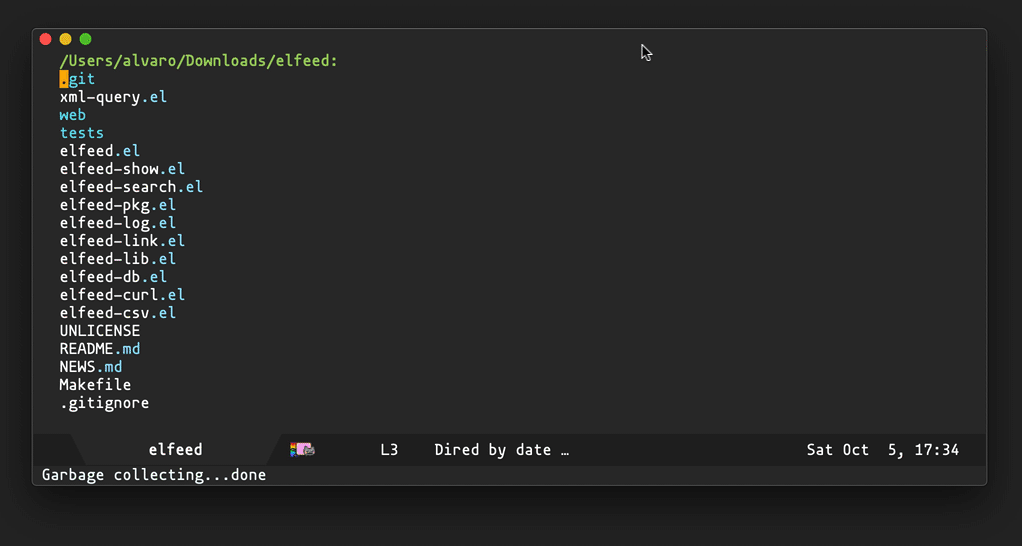 /Users/alvaro/Downloads/elfeed:
.git
xml-query.el
web
tests
elfeed.el
elfeed-show.el
elfeed-search.el
elfeed-pkg.el
elfeed-log.el
elfeed-link.el
elfeed-lib.el
elfeed-db.el
elfeed-curl.el
elfeed-csv.el
UNLICENSE
README.md
NEWS.md
Makefile
.gitignore
elfeed L3 Dired by date … Sat Oct 5, 17:34
Garbage collecting...done